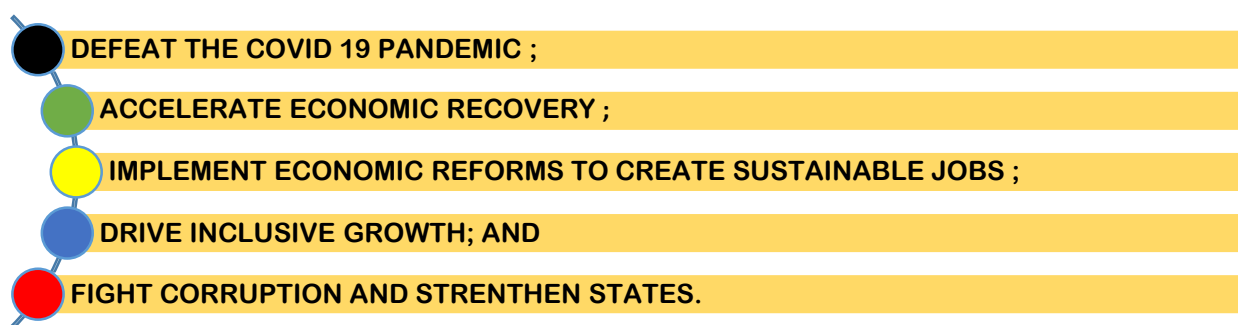 DEFEAT THE COVID 19 PANDEMIC ;
ACCELERATE ECONOMIC RECOVERY ;
IMPLEMENT ECONOMIC REFORMS TO CREATE SUSTAINABLE JOBS ;
DRIVE INCLUSIVE GROWTH; AND
FIGHT CORRUPTION AND STRENTHEN STATES.